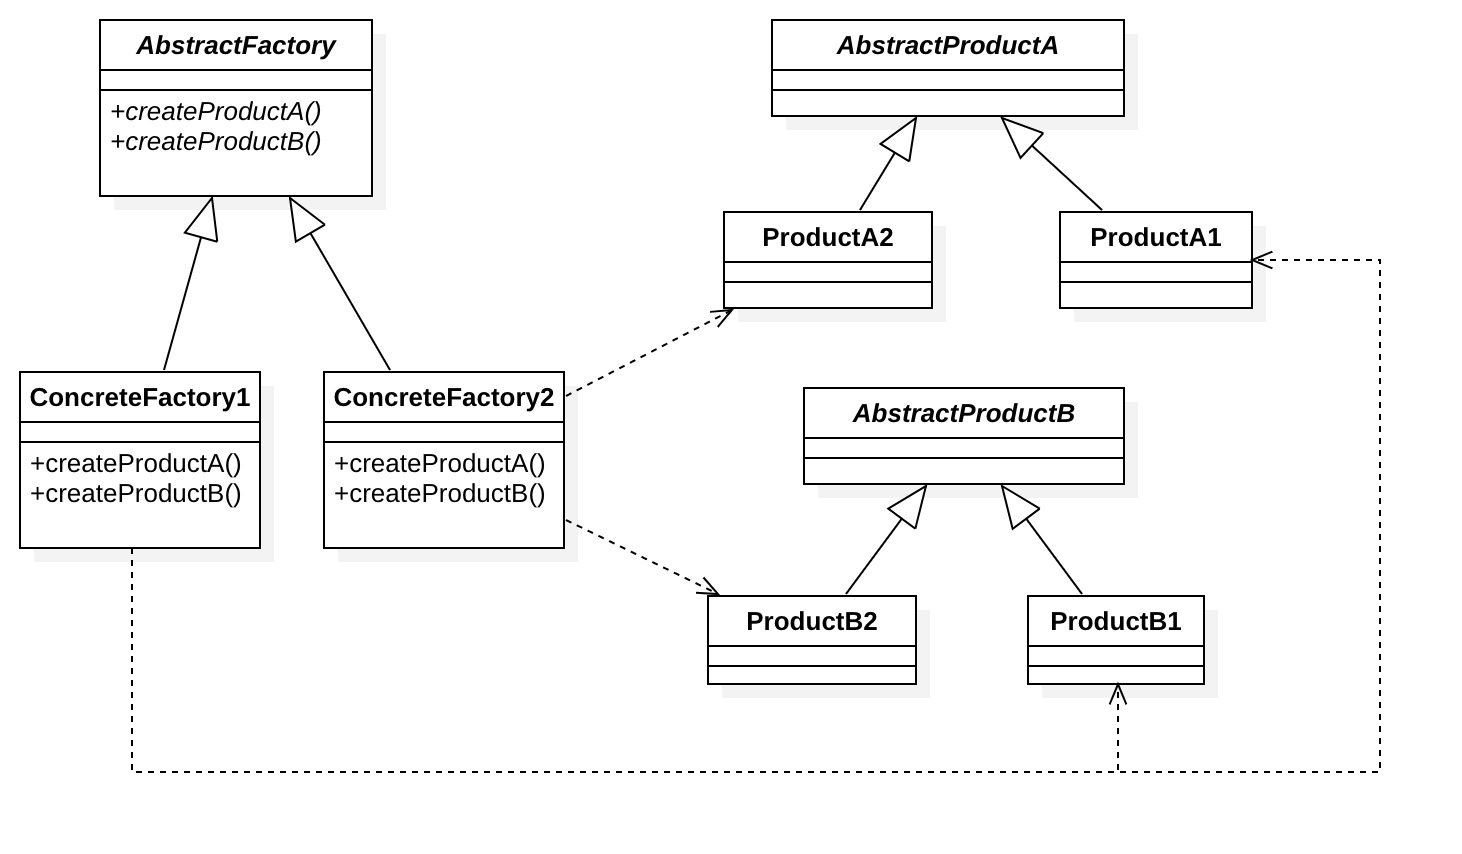 AbstractFactory
+createProductA()
+createProductB()
AbstractProductA
ProductA2
ProductA1
ConcreteFactory1
+createProductA()
+createProductB()
ConcreteFactory2
+createProductA()
+createProductB()
AbstractProductB
ProductB2
ProductB1